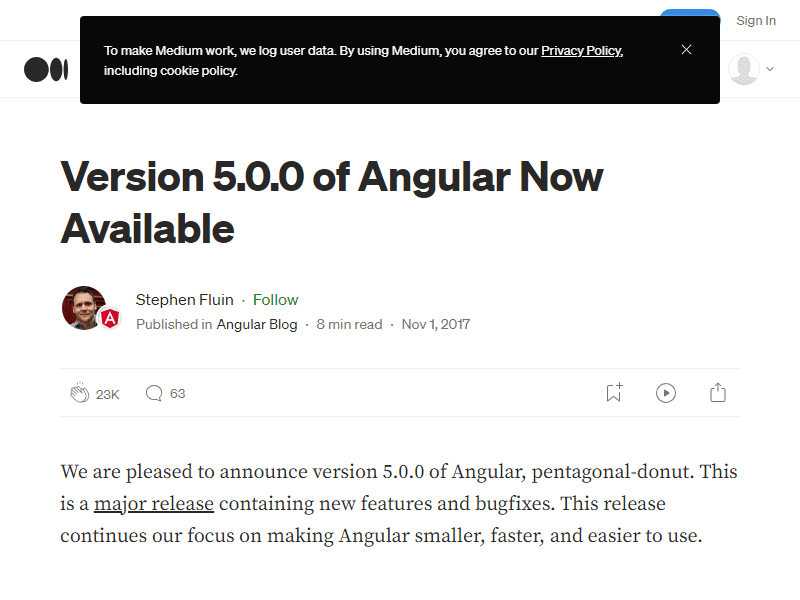 Sign In
To make Medium work, we log user data. By using Medium, you agree to our Privacy Policy,
including cookie policy.
Version 5.0.0 of Angular Now
Available
Stephen Fluin · Follow
Published in Angular Blog · 8 min read · Nov 1, 2017
23K 63
We are pleased to announce version 5.0.0 of Angular, pentagonal-donut. This
is a major release containing new features and bugfixes. This release
continues our focus on making Angular smaller, faster, and easier to use.